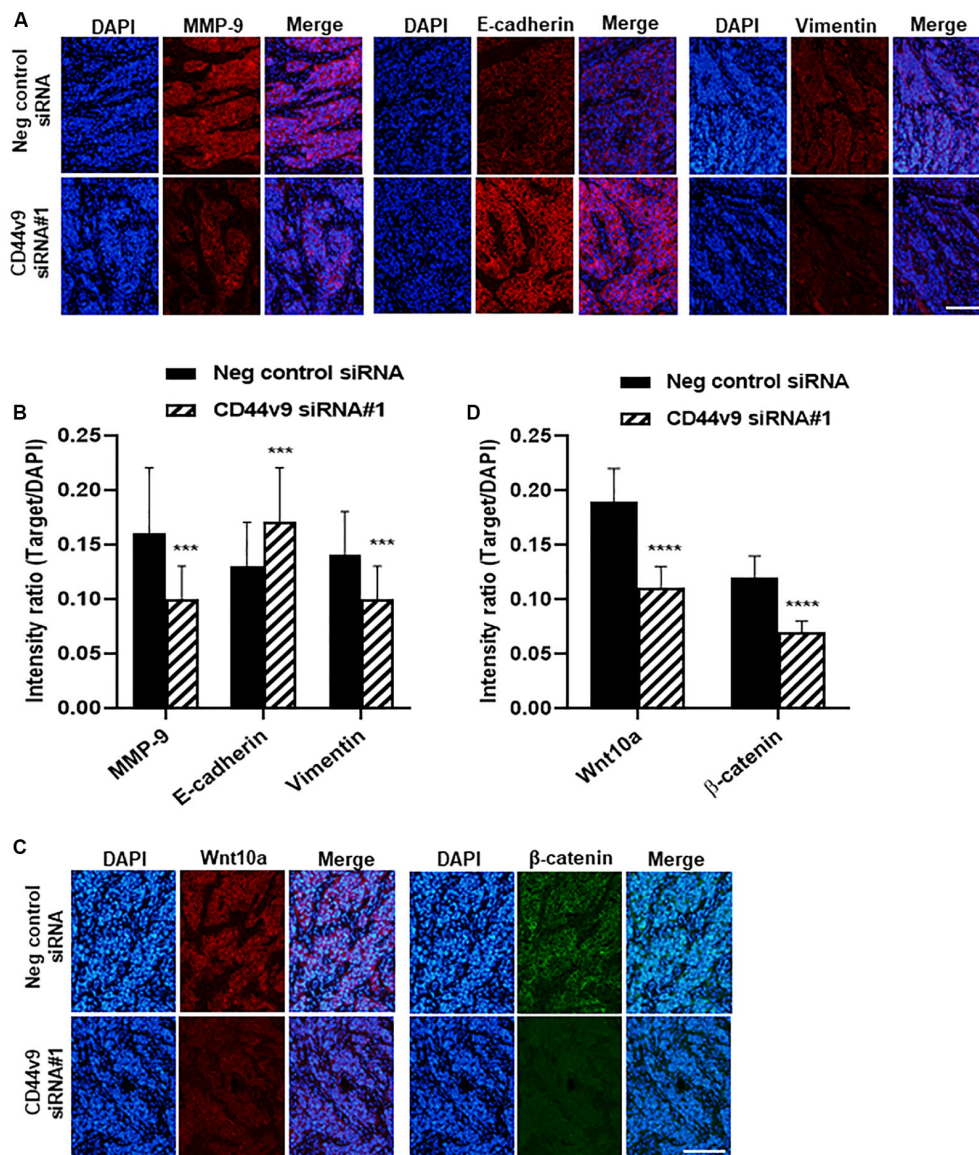 A
DAPI MMP-9 Merge DAPI E-cadherin Merge DAPI Vimentin Merge
Neg control
siRNA
CD44v9
siRNA#1
B
Neg control siRNA
CD44v9 siRNA#1
Intensity ratio (Target/DAPI)
0.25
0.20
0.15
0.10
0.05
0.00
***
***
***
MMP-9
E-cadherin
Vimentin
D
Neg control siRNA
CD44v9 siRNA#1
Intensity ratio (Target/DAPI)
0.25
0.20
0.15
0.10
0.05
0.00
****
****
Wnt10a
β-catenin
C
DAPI Wnt10a Merge DAPI β-catenin Merge
Neg control
siRNA
CD44v9
siRNA#1